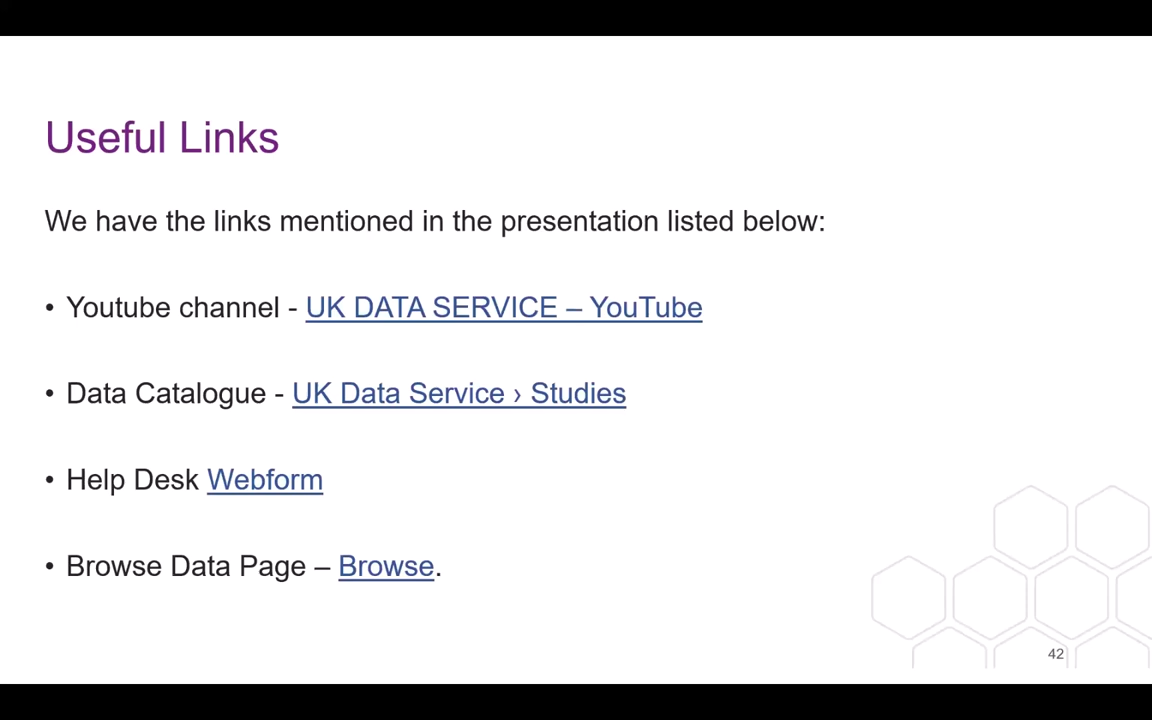 Useful Links
We have the links mentioned in the presentation listed below:
• Youtube channel - UK DATA SERVICE – YouTube
• Data Catalogue - UK Data Service › Studies
• Help Desk Webform
• Browse Data Page – Browse.
42